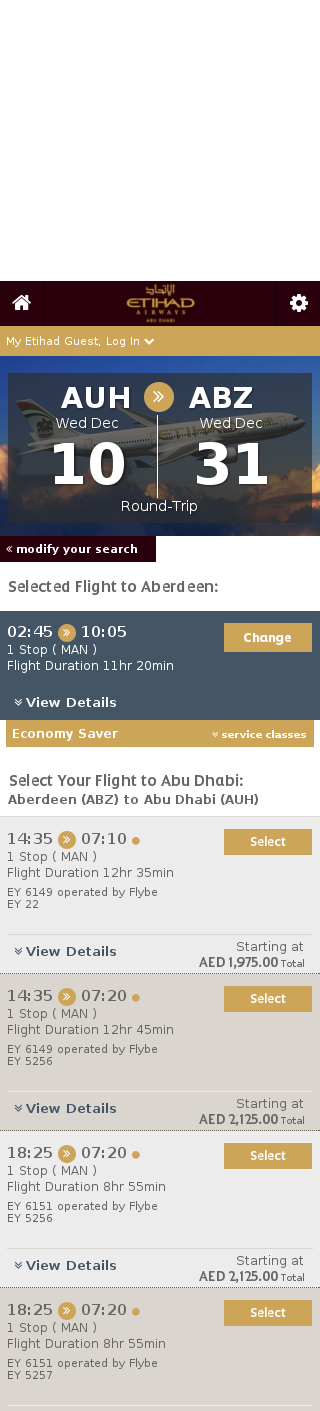 الإتحاد
ETIHAD
AIRWAYS
ABU DHABI
My Etihad Guest, Log In
AUH ABZ
Wed Dec Wed Dec
10 31
Round-Trip
« modify your search
Selected Flight to Aberdeen:
02:45 » 10:05 Change
1 Stop ( MAN )
Flight Duration 11hr 20min
View Details
Economy Saver service classes
Select Your Flight to Abu Dhabi:
Aberdeen (ABZ) to Abu Dhabi (AUH)
14:35 » 07:10 Select
1 Stop ( MAN )
Flight Duration 12hr 35min
EY 6149 operated by Flybe
EY 22
View Details Starting at
AED 1,975.00 Total
14:35 » 07:20 Select
1 Stop ( MAN )
Flight Duration 12hr 45min
EY 6149 operated by Flybe
EY 5256
View Details Starting at
AED 2,125.00 Total
18:25 » 07:20 Select
1 Stop ( MAN )
Flight Duration 8hr 55min
EY 6151 operated by Flybe
EY 5256
View Details Starting at
AED 2,125.00 Total
18:25 » 07:20 Select
1 Stop ( MAN )
Flight Duration 8hr 55min
EY 6151 operated by Flybe
EY 5257